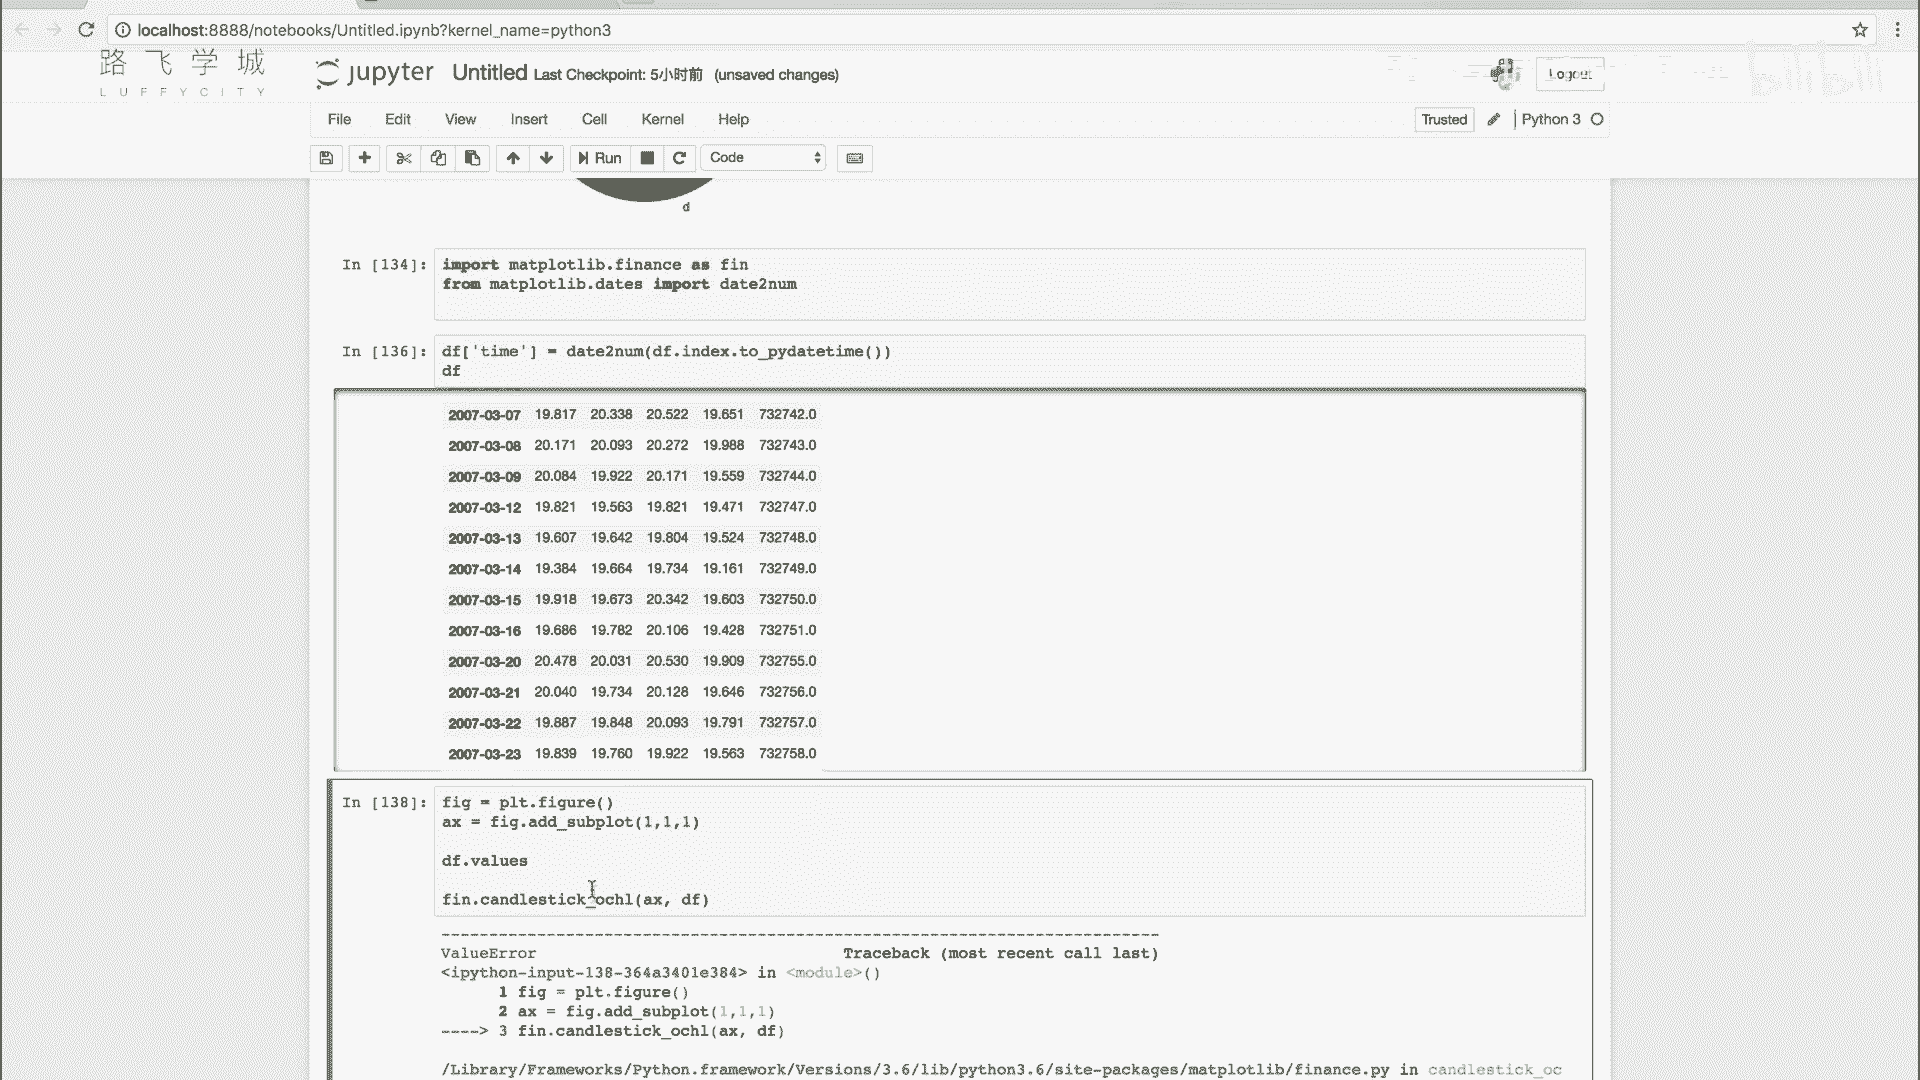 localhost:8888/notebooks/Untitled.ipynb?kernel_name=python3
路飞学城
LUFFYCITY
jupyter Untitled Last Checkpoint: 5小时前 (unsaved changes)
Logout
bilibili
File Edit View Insert Cell Kernel Help
Trusted
Python 3
Run
Code
d
In [134]: import matplotlib.finance as fin
from matplotlib.dates import date2num
In [136]: df['time'] = date2num(df.index.to_pydatetime())
df
2007-03-07 19.817 20.338 20.522 19.651 732742.0
2007-03-08 20.171 20.093 20.272 19.988 732743.0
2007-03-09 20.084 19.922 20.171 19.559 732744.0
2007-03-12 19.821 19.563 19.821 19.471 732747.0
2007-03-13 19.607 19.642 19.804 19.524 732748.0
2007-03-14 19.384 19.664 19.734 19.161 732749.0
2007-03-15 19.918 19.673 20.342 19.603 732750.0
2007-03-16 19.686 19.782 20.106 19.428 732751.0
2007-03-20 20.478 20.031 20.530 19.909 732755.0
2007-03-21 20.040 19.734 20.128 19.646 732756.0
2007-03-22 19.887 19.848 20.093 19.791 732757.0
2007-03-23 19.839 19.760 19.922 19.563 732758.0
In [138]: fig = plt.figure()
ax = fig.add_subplot(1,1,1)
df.values
fin.candlestick_ochl(ax, df)
---------------------------------------------------------------------------
ValueError Traceback (most recent call last)
<ipython-input-138-364a3401e384> in <module>()
1 fig = plt.figure()
2 ax = fig.add_subplot(1,1,1)
----> 3 fin.candlestick_ochl(ax, df)
/Library/Frameworks/Python.framework/Versions/3.6/lib/python3.6/site-packages/matplotlib/finance.py in candlestick_oc